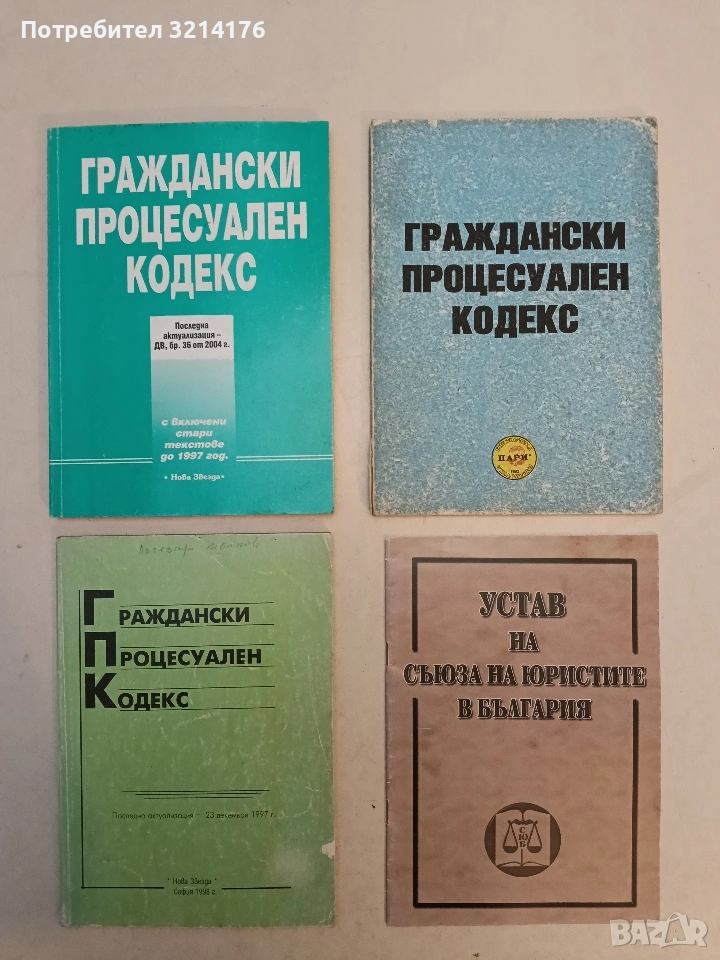 Потребител 3214176
ГРАЖДАНСКИ
ПРОЦЕСУАЛЕН
КОДЕКС
Последна
актуализация –
ДВ, бр. 36 от 2004 г.
с включени
стари
текстове
до 1997 год.
* Нова Звезда *
ГРАЖДАНСКИ
ПРОЦЕСУАЛЕН
КОДЕКС
ПАРИ
ГРАЖДАНСКИ
ПРОЦЕСУАЛЕН
КОДЕКС
Последна актуализация – 23 декември 1997 г.
* Нова Звезда *
София 1998 г.
УСТАВ
НА
СЪЮЗА НА ЮРИСТИТЕ
В БЪЛГАРИЯ
СЮБ
BAZAR